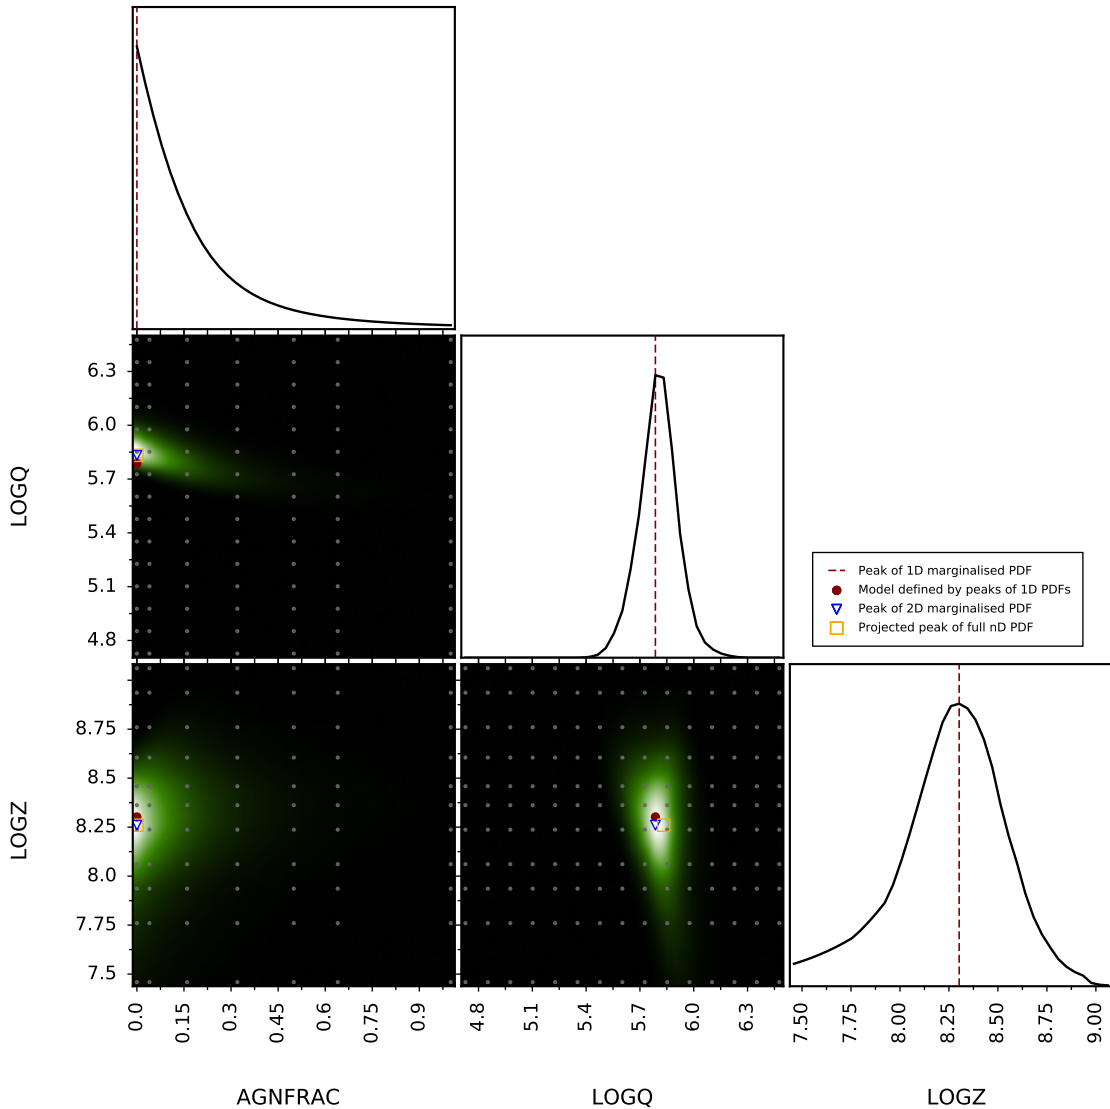 6.3
6.0
5.7
5.4
5.1
4.8
LOGQ
Peak of 1D marginalised PDF
Model defined by peaks of 1D PDFs
Peak of 2D marginalised PDF
Projected peak of full nD PDF
8.75
8.5
8.25
8.0
7.75
7.5
LOGZ
0.0 0.15 0.3 0.45 0.6 0.75 0.9
4.8 5.1 5.4 5.7 6.0 6.3
7.50 7.75 8.00 8.25 8.50 8.75 9.00
AGNFRAC LOGQ LOGZ